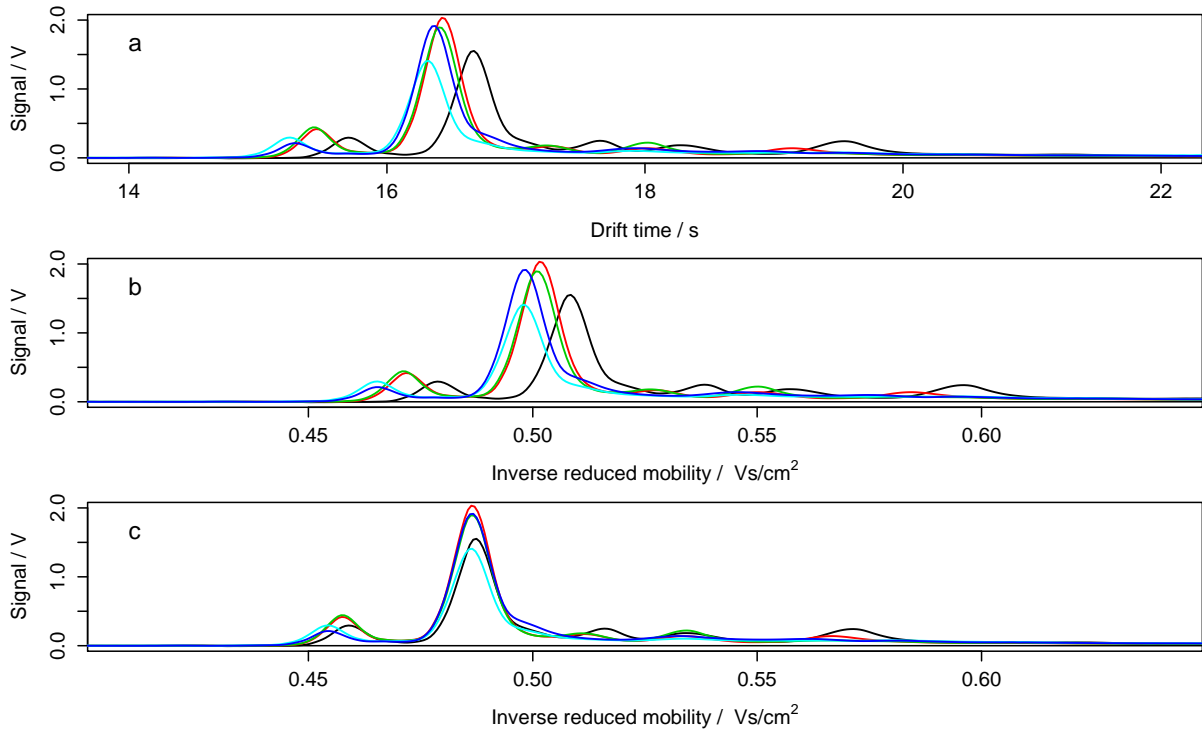 a
Signal / V
0.0 1.0 2.0
14 16 18 20 22
Drift time / s
b
Signal / V
0.0 1.0 2.0
0.45 0.50 0.55 0.60
Inverse reduced mobility / Vs/cm²
c
Signal / V
0.0 1.0 2.0
0.45 0.50 0.55 0.60
Inverse reduced mobility / Vs/cm²